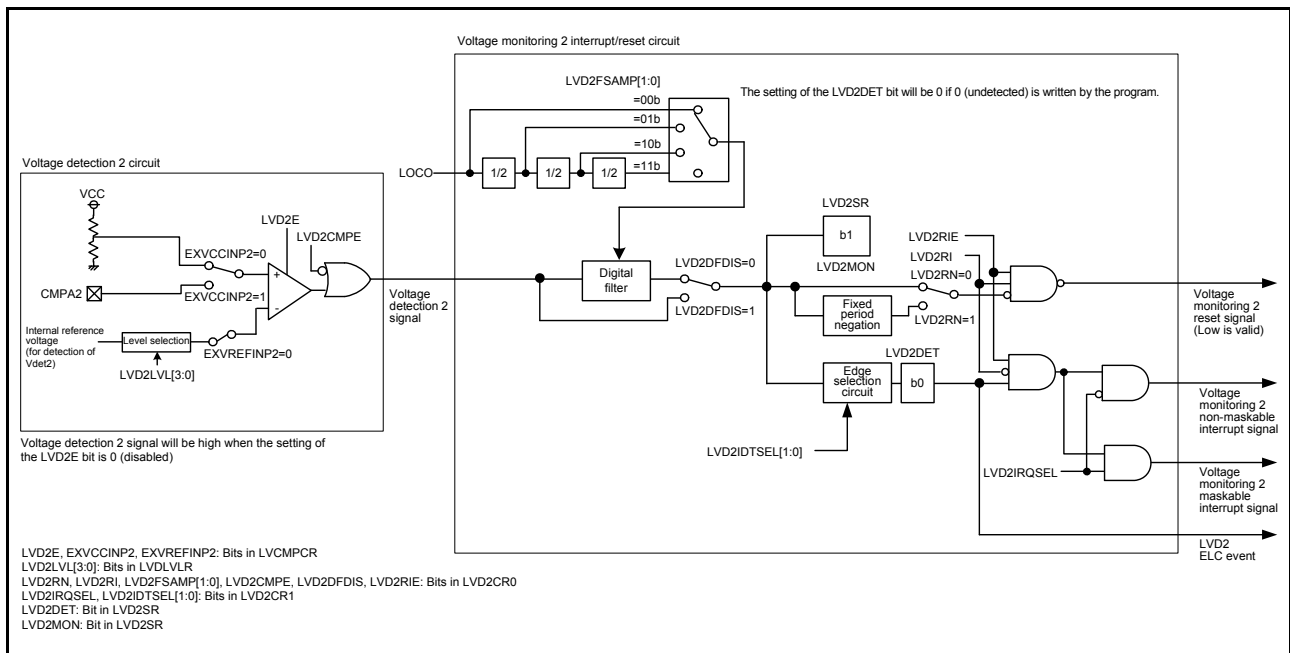 Voltage monitoring 2 interrupt/reset circuit
LVD2FSAMP[1:0]
The setting of the LVD2DET bit will be 0 if 0 (undetected) is written by the program.
=00b
=01b
=10b
=11b
LOCO
1/2
1/2
1/2
Voltage detection 2 circuit
VCC
LVD2E
LVD2CMPE
EXVCCINP2=0
CMPA2
EXVCCINP2=1
+
-
Internal reference
voltage
(for detection of
Vdet2)
Level selection
EXVREFINP2=0
LVD2LVL[3:0]
Voltage detection 2 signal will be high when the setting of
the LVD2E bit is 0 (disabled)
Voltage
detection 2
signal
Digital
filter
LVD2DFDIS=0
LVD2DFDIS=1
LVD2SR
b1
LVD2MON
LVD2RIE
LVD2RI
LVD2RN=0
Fixed
period
negation
LVD2RN=1
LVD2DET
Edge
selection
circuit
b0
LVD2IDTSEL[1:0]
LVD2IRQSEL
Voltage
monitoring 2
reset signal
(Low is valid)
Voltage
monitoring 2
non-maskable
interrupt signal
Voltage
monitoring 2
maskable
interrupt signal
LVD2
ELC event
LVD2E, EXVCCINP2, EXVREFINP2: Bits in LVCMPCR
LVD2LVL[3:0]: Bits in LVDLVLR
LVD2RN, LVD2RI, LVD2FSAMP[1:0], LVD2CMPE, LVD2DFDIS, LVD2RIE: Bits in LVD2CR0
LVD2IRQSEL, LVD2IDTSEL[1:0]: Bits in LVD2CR1
LVD2DET: Bit in LVD2SR
LVD2MON: Bit in LVD2SR